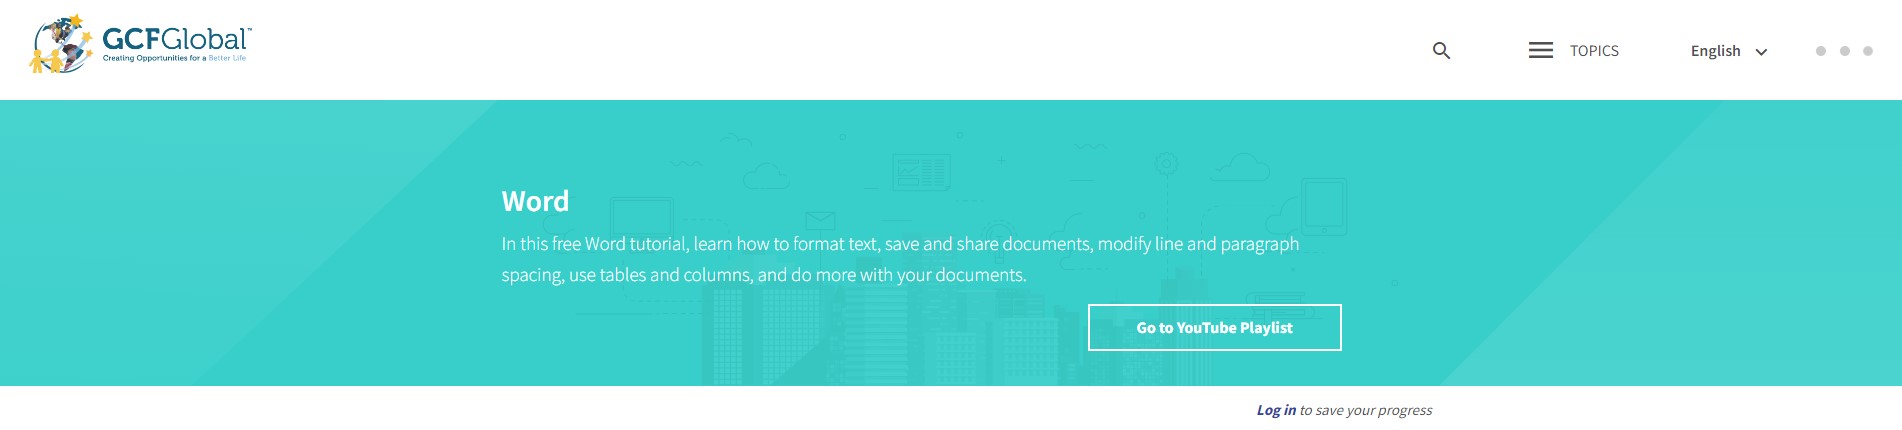 GCFGlobal™
Creating Opportunities for a Better Life
TOPICS
English
Word
In this free Word tutorial, learn how to format text, save and share documents, modify line and paragraph
spacing, use tables and columns, and do more with your documents.
Go to YouTube Playlist
Log in to save your progress